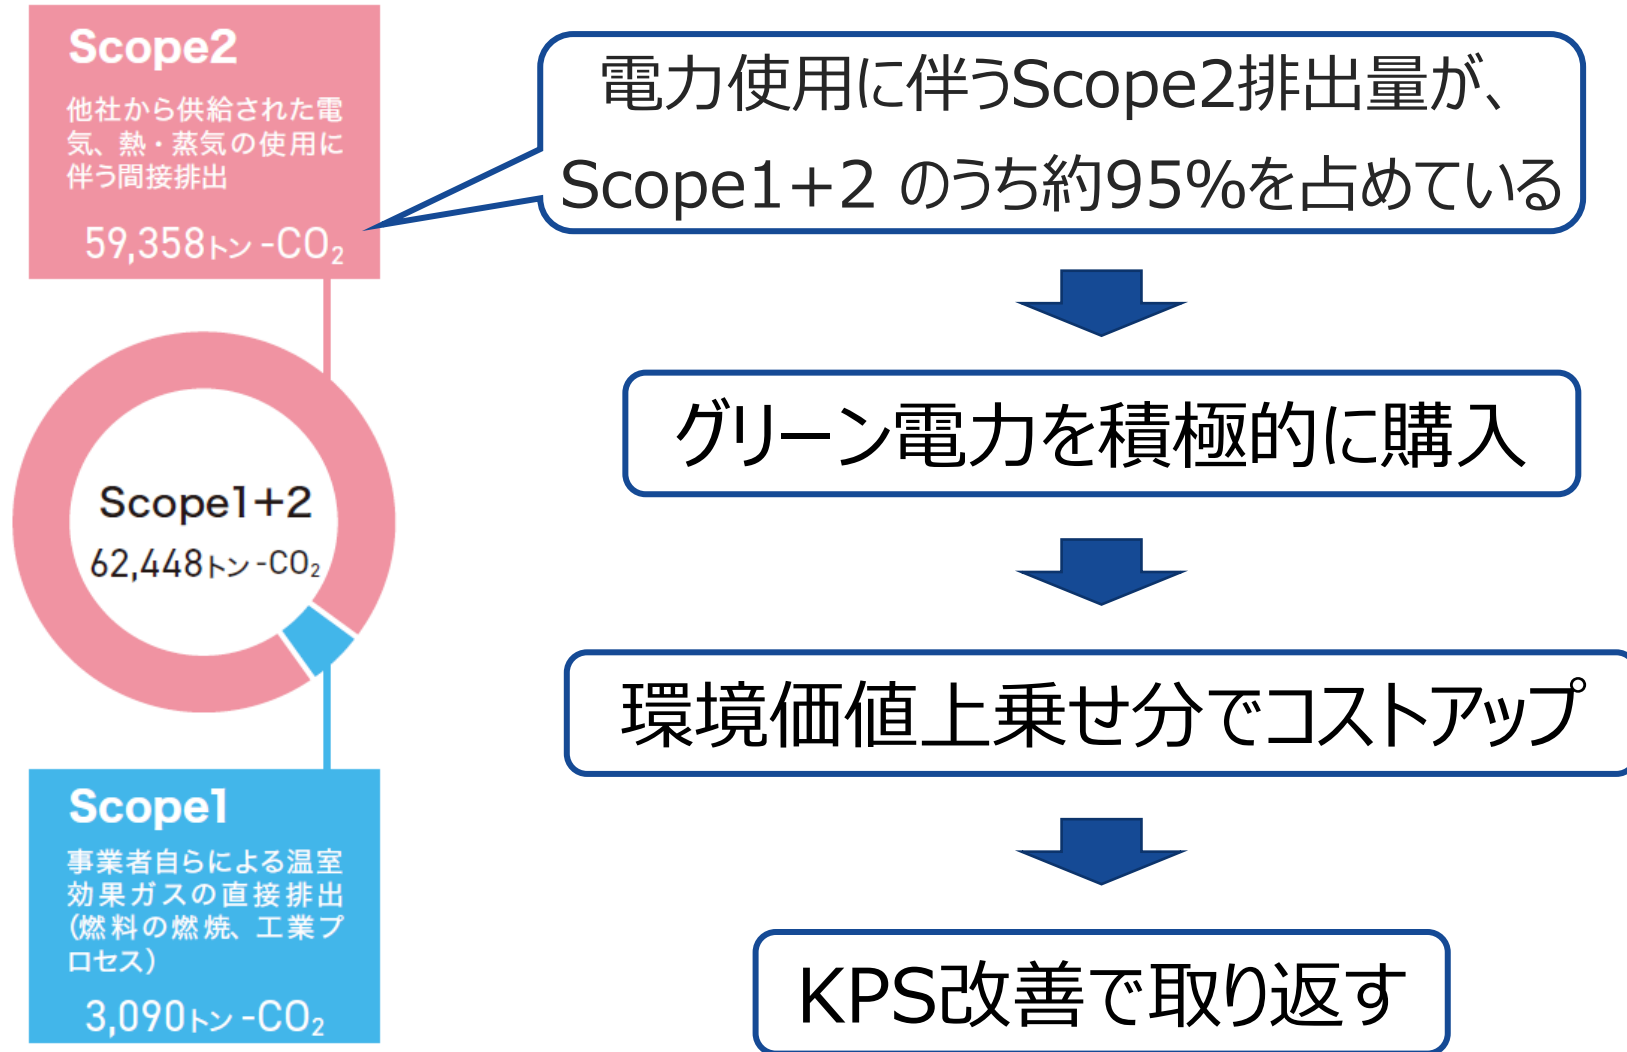 Scope2
他社から供給された電
気、熱・蒸気の使用に
伴う間接排出
59,358トン-CO₂
Scope1+2
62,448トン-CO₂
Scope1
事業者自らによる温室
効果ガスの直接排出
(燃料の燃焼、工業プ
ロセス)
3,090トン-CO₂
電力使用に伴うScope2排出量が、
Scope1+2 のうち約95%を占めている
グリーン電力を積極的に購入
環境価値上乗せ分でコストアップ
KPS改善で取り返す